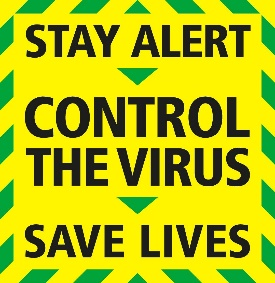 STAY ALERT
CONTROL
THE VIRUS
SAVE LIVES